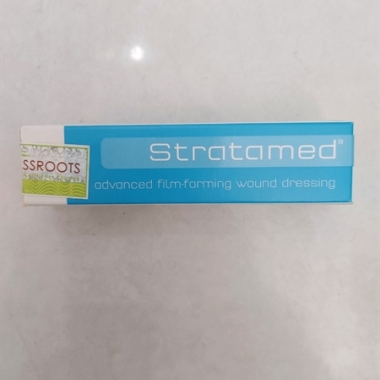 Stratamed®
SSROOTS
advanced film-forming wound dressing